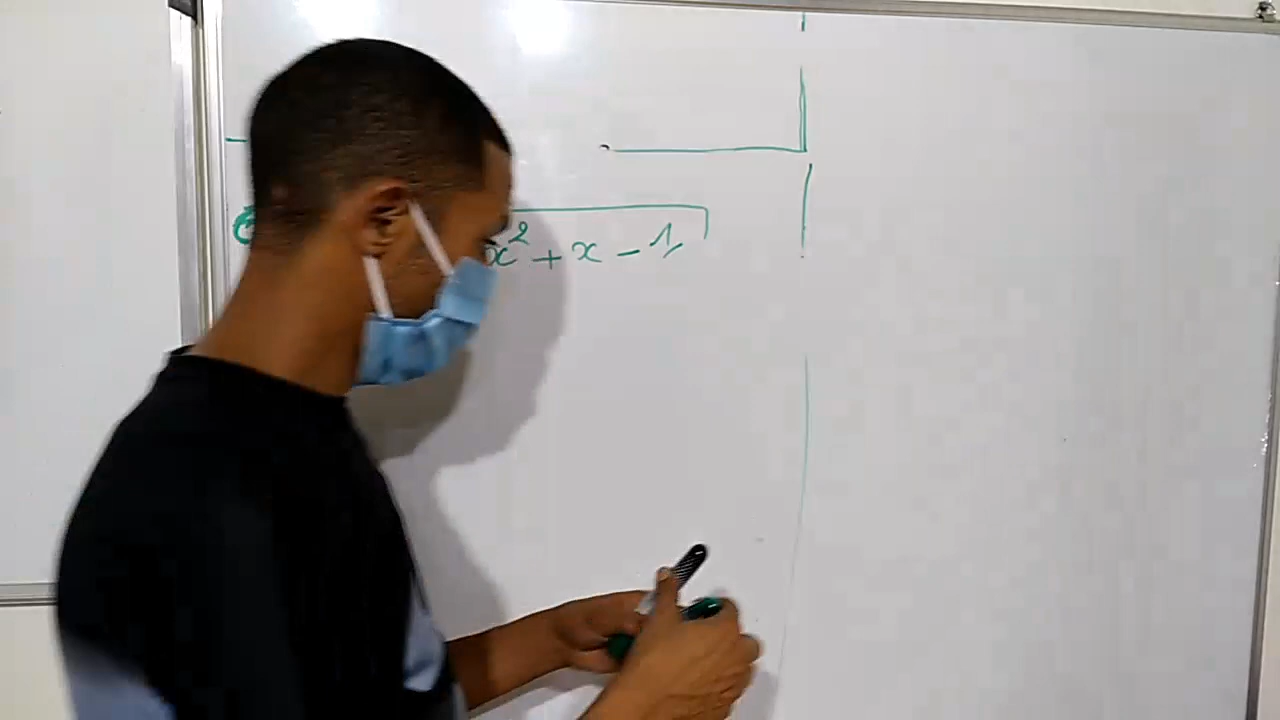 x² + x - 1